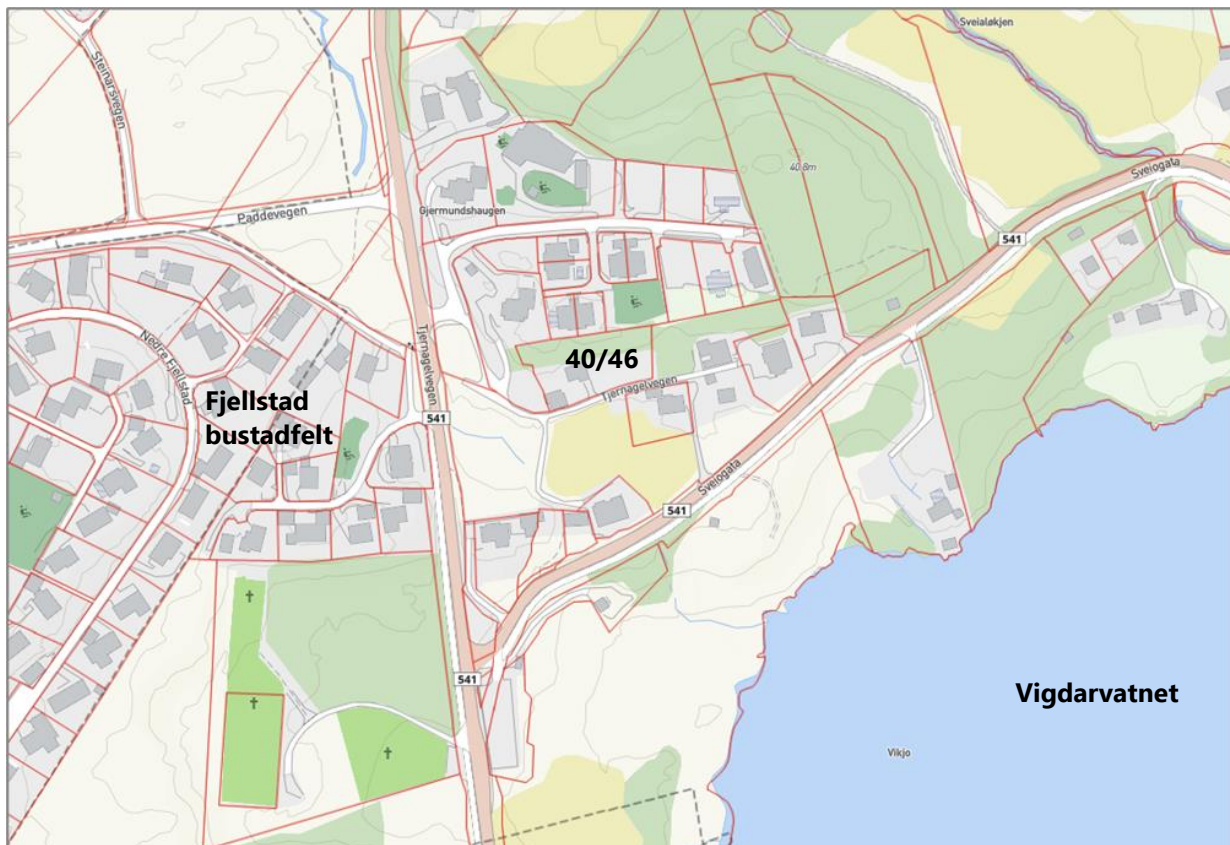 Sveialøkjen
Steinarsvegen
40.8m
Sveiogata
Paddevegen
Gjermundshaugen
541
Tjernagelvegen
Nedre Fjellstad
40/46
Tjernagelvegen
Fjellstad
bustadfelt
541
Sveiogata
541
541
Vigdarvatnet
Vikjo